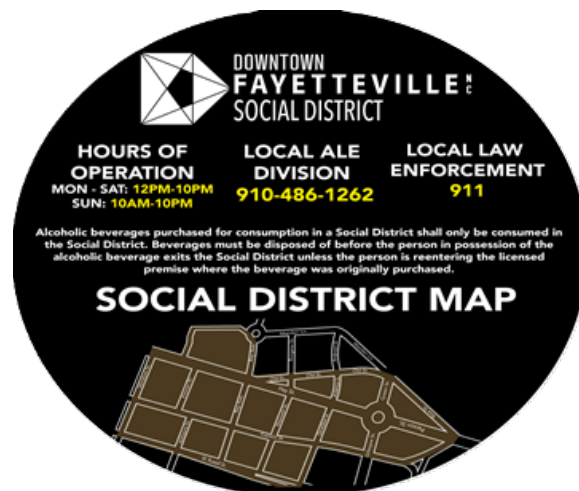 DOWNTOWN
FAYETTEVILLE NC
SOCIAL DISTRICT
HOURS OF
OPERATION
MON - SAT: 12PM-10PM
SUN: 10AM-10PM
LOCAL ALE
DIVISION
910-486-1262
LOCAL LAW
ENFORCEMENT
911
Alcoholic beverages purchased for consumption in a Social District shall only be consumed in
the Social District. Beverages must be disposed of before the person in possession of the
alcoholic beverage exits the Social District unless the person is reentering the licensed
premise where the beverage was originally purchased.
SOCIAL DISTRICT MAP